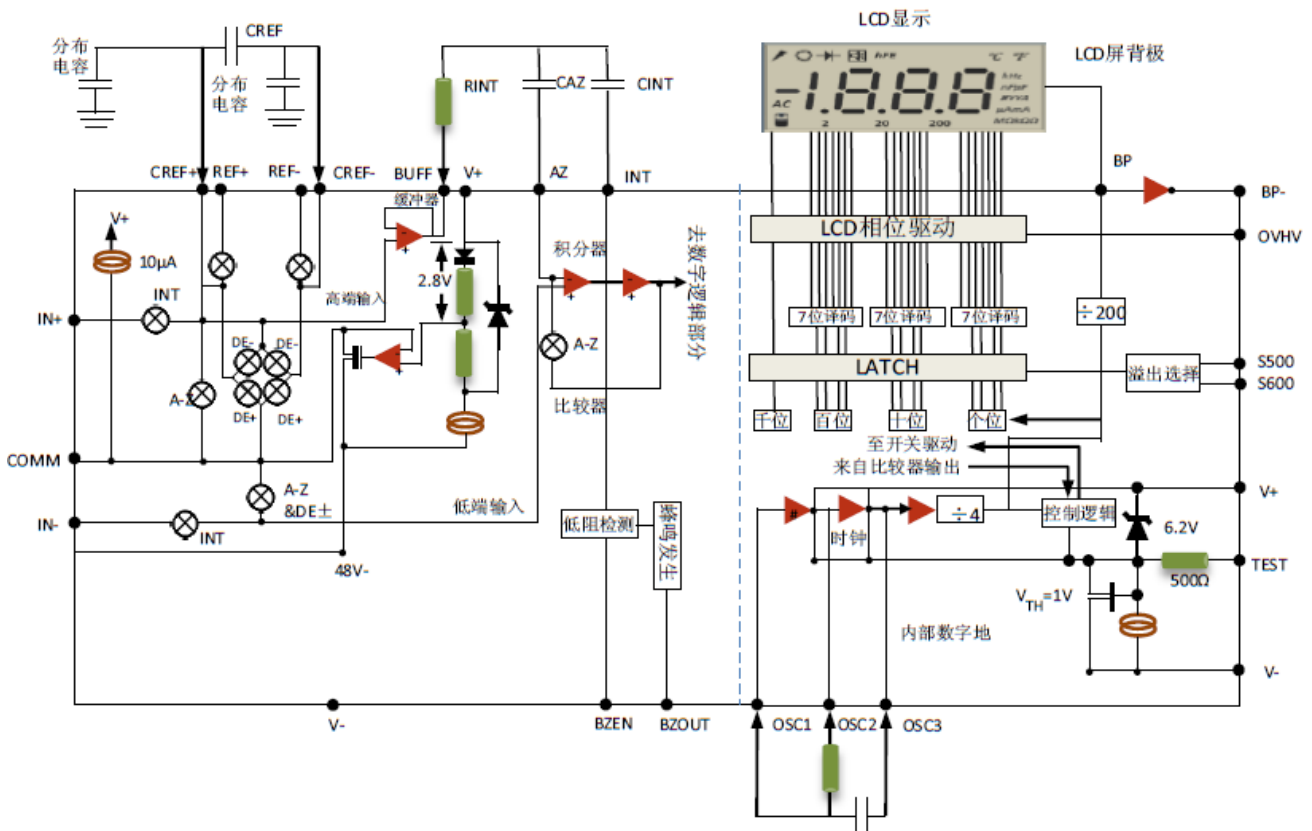 LCD显示
CREF
分布
电容
分布
电容
LCD屏背极
RINT
CAZ
CINT
hFE
℃ ℉
-1.8.8.8
AC
2 20 200
BP
CREF+
REF+
REF-
CREF-
BUFF
V+
AZ
INT
BP-
缓冲器
V+
10μA
积分器
去数字逻辑部分
LCD相位驱动
OVHV
2.8V
INT
高端输入
IN+
7位译码
7位译码
7位译码
÷200
DE-
DE-
A-Z
A-Z
DE+
DE+
比较器
LATCH
溢出选择
S500
S600
千位
百位
十位
个位
COMM
至开关驱动
来自比较器输出
A-Z
&DE±
低端输入
V+
IN-
INT
低阻检测
蜂鸣发生
#
÷4
控制逻辑
6.2V
时钟
48V-
500Ω
TEST
VTH=1V
内部数字地
V-
V-
BZEN
BZOUT
OSC1
OSC2
OSC3